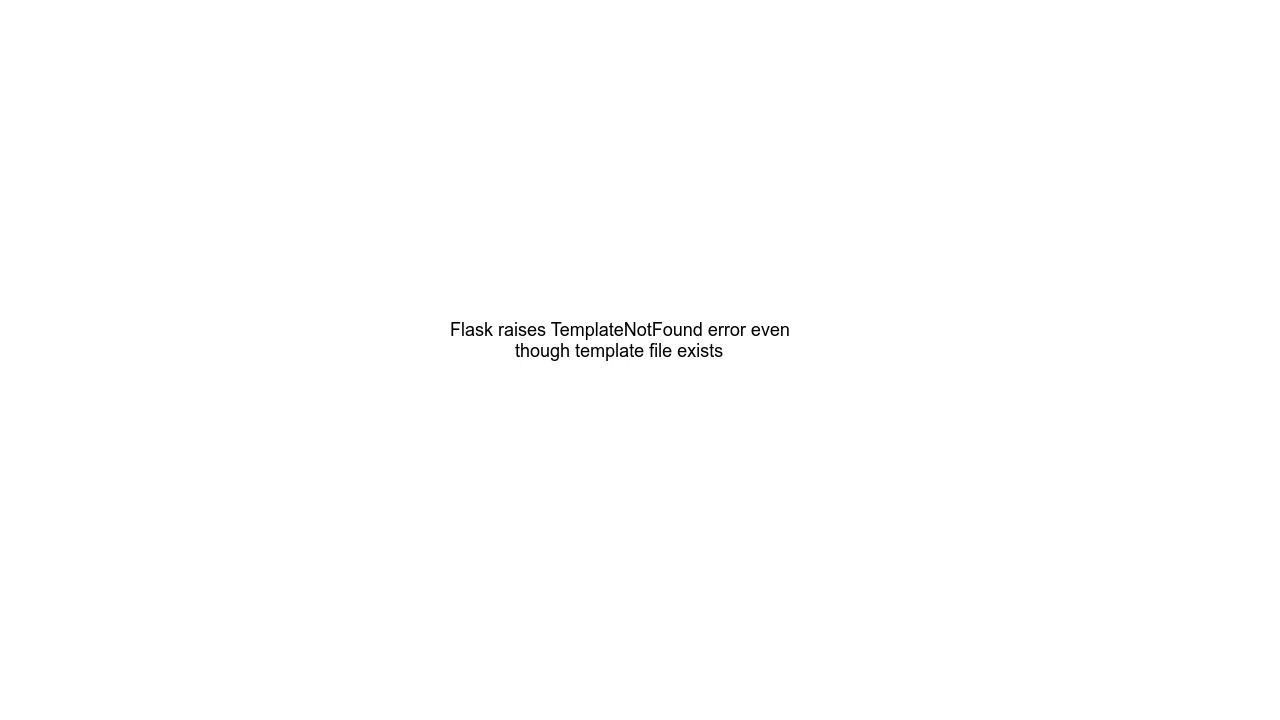 Flask raises TemplateNotFound error even
though template file exists